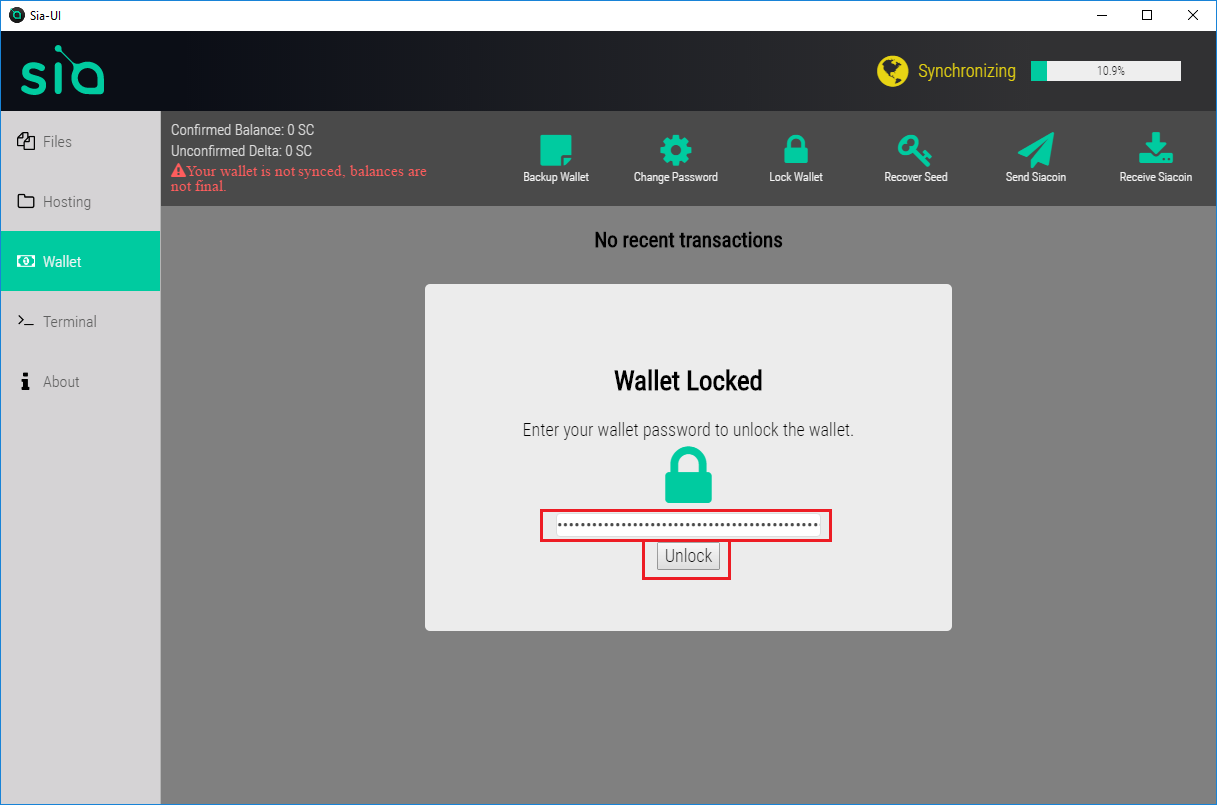 Sia-UI
sia
Synchronizing
10.9%
Files
Hosting
Wallet
Terminal
About
Confirmed Balance: 0 SC
Unconfirmed Delta: 0 SC
Your wallet is not synced, balances are
not final.
Backup Wallet
Change Password
Lock Wallet
Recover Seed
Send Siacoin
Receive Siacoin
No recent transactions
Wallet Locked
Enter your wallet password to unlock the wallet.
Unlock